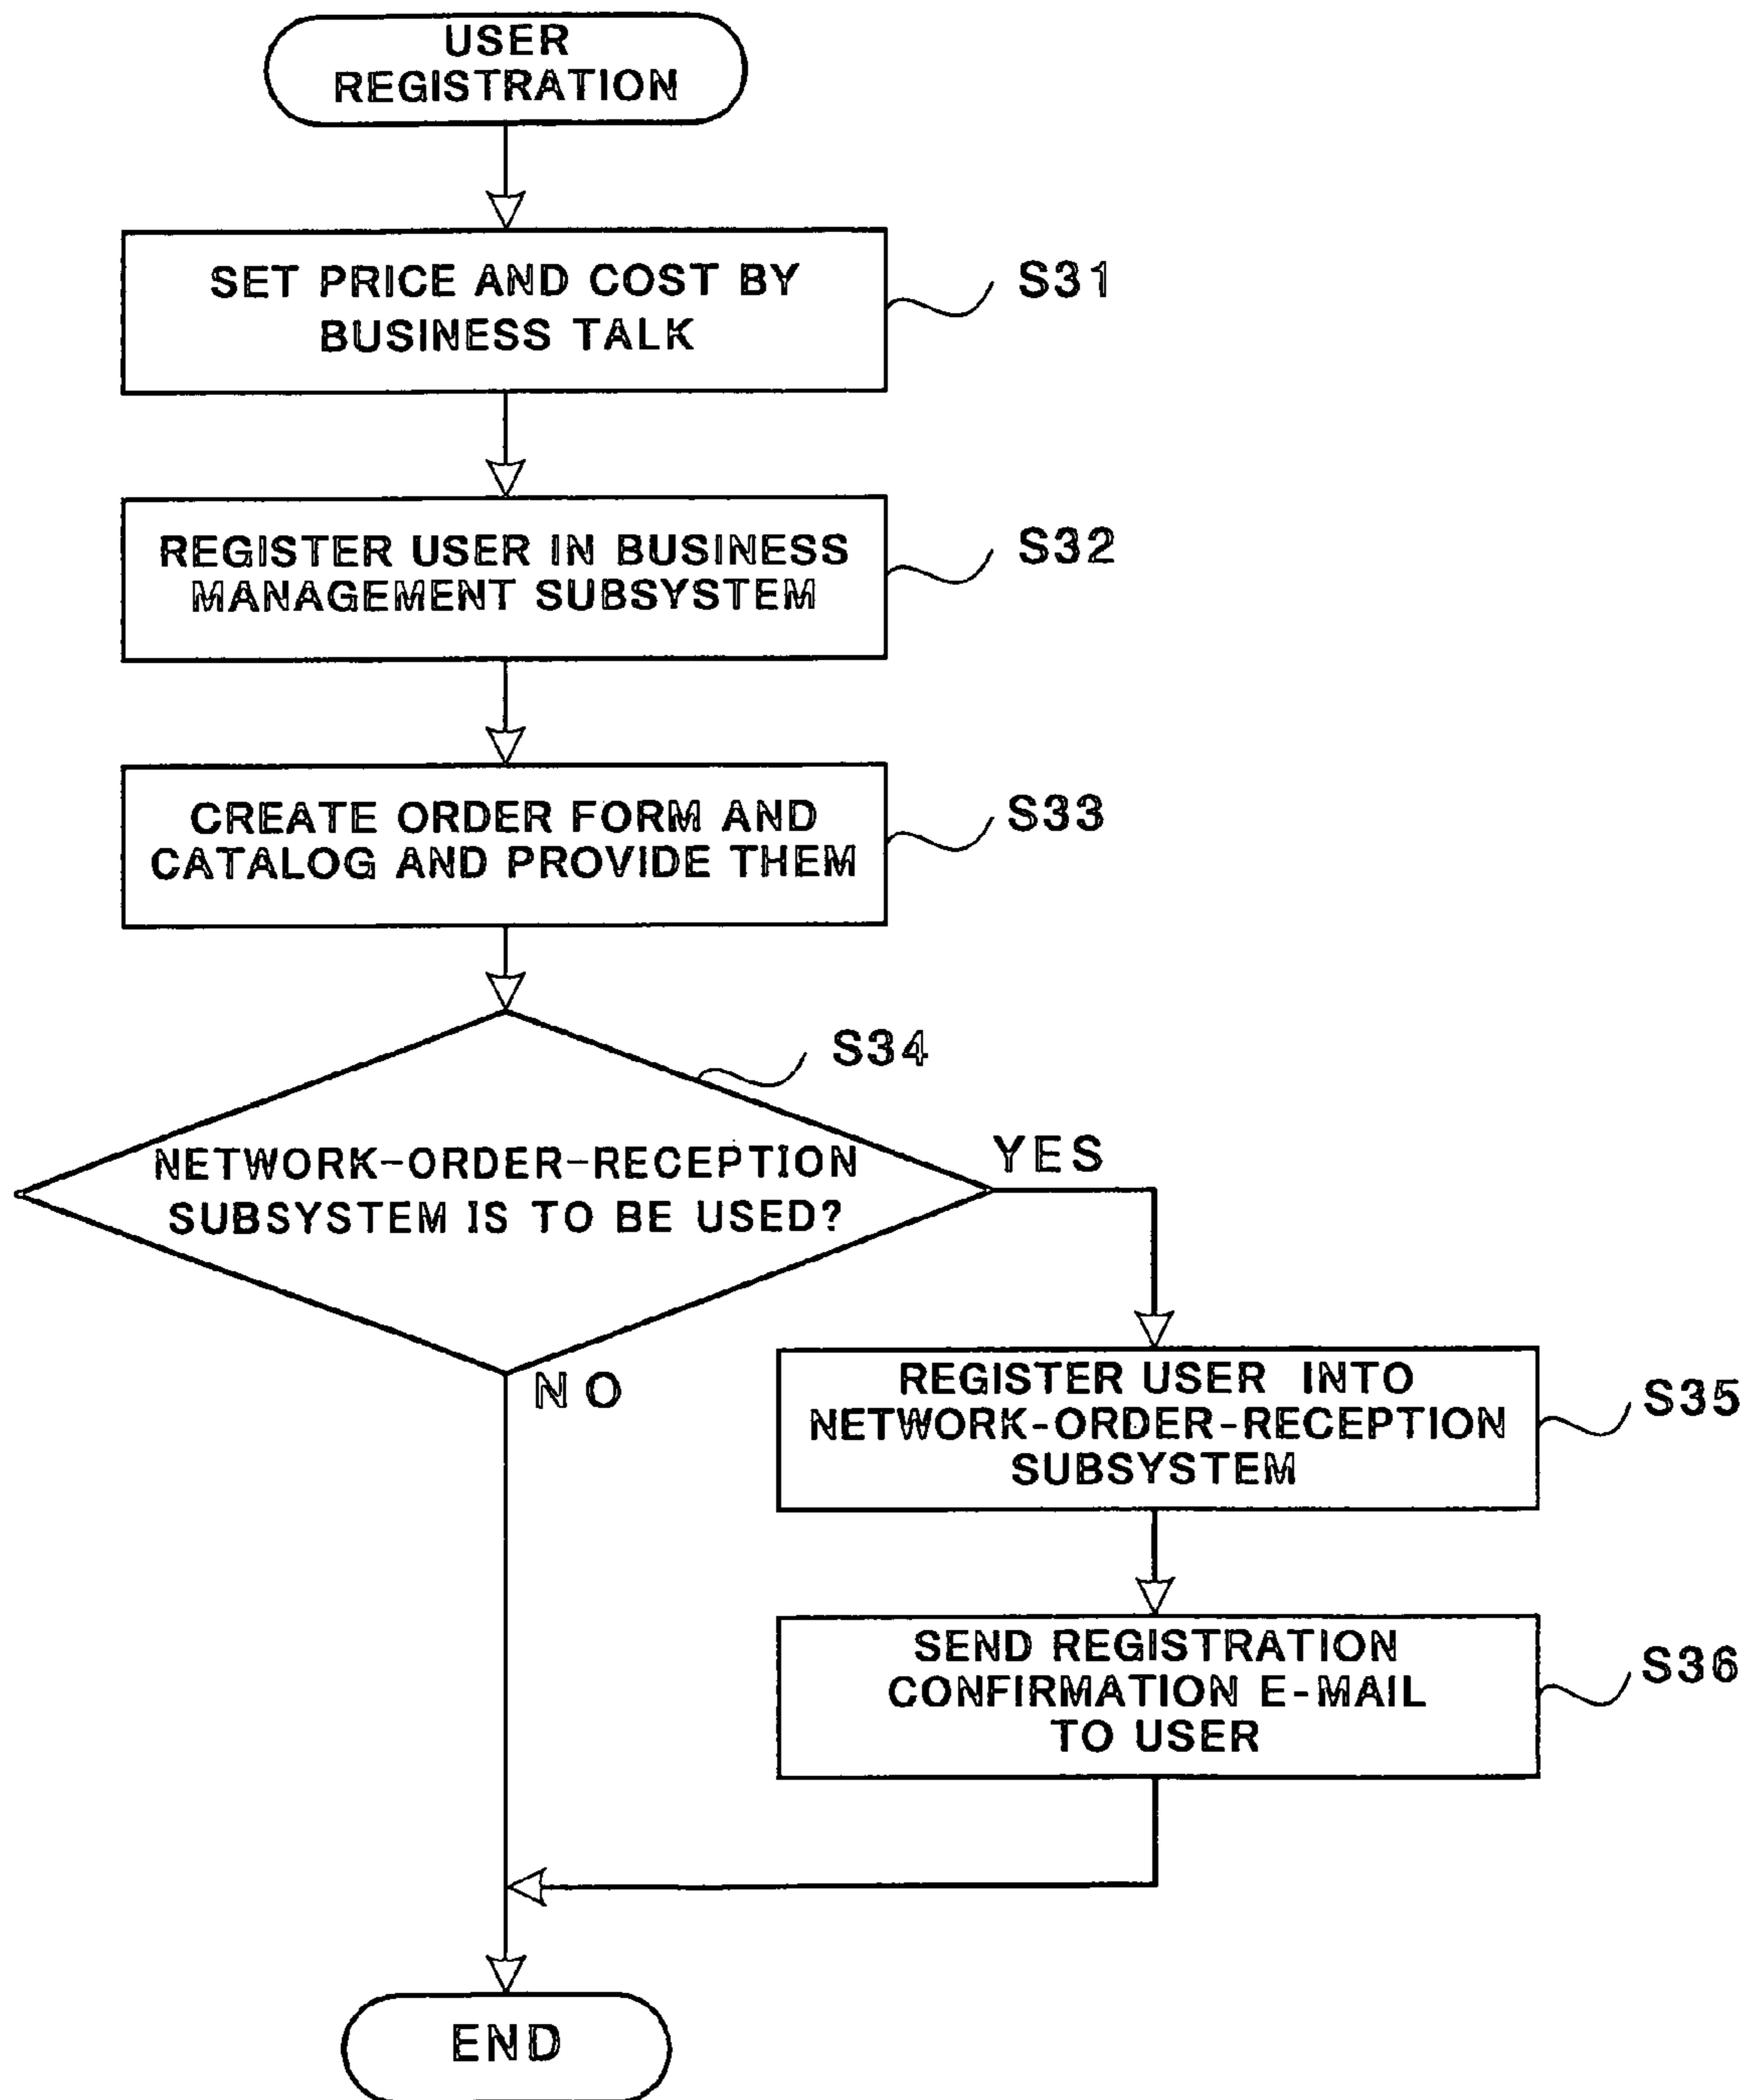 USER
REGISTRATION
SET PRICE AND COST BY
BUSINESS TALK
S31
REGISTER USER IN BUSINESS
MANAGEMENT SUBSYSTEM
S32
CREATE ORDER FORM AND
CATALOG AND PROVIDE THEM
S33
S34
NETWORK-ORDER-RECEPTION
SUBSYSTEM IS TO BE USED?
YES
NO
REGISTER USER INTO
NETWORK-ORDER-RECEPTION
SUBSYSTEM
S35
SEND REGISTRATION
CONFIRMATION E-MAIL
TO USER
S36
END